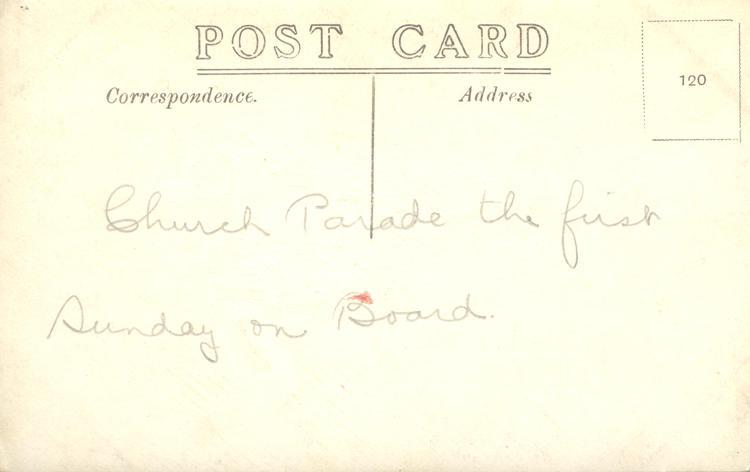 POST CARD
Correspondence.
Address
120
Church Parade the first
Sunday on Board.